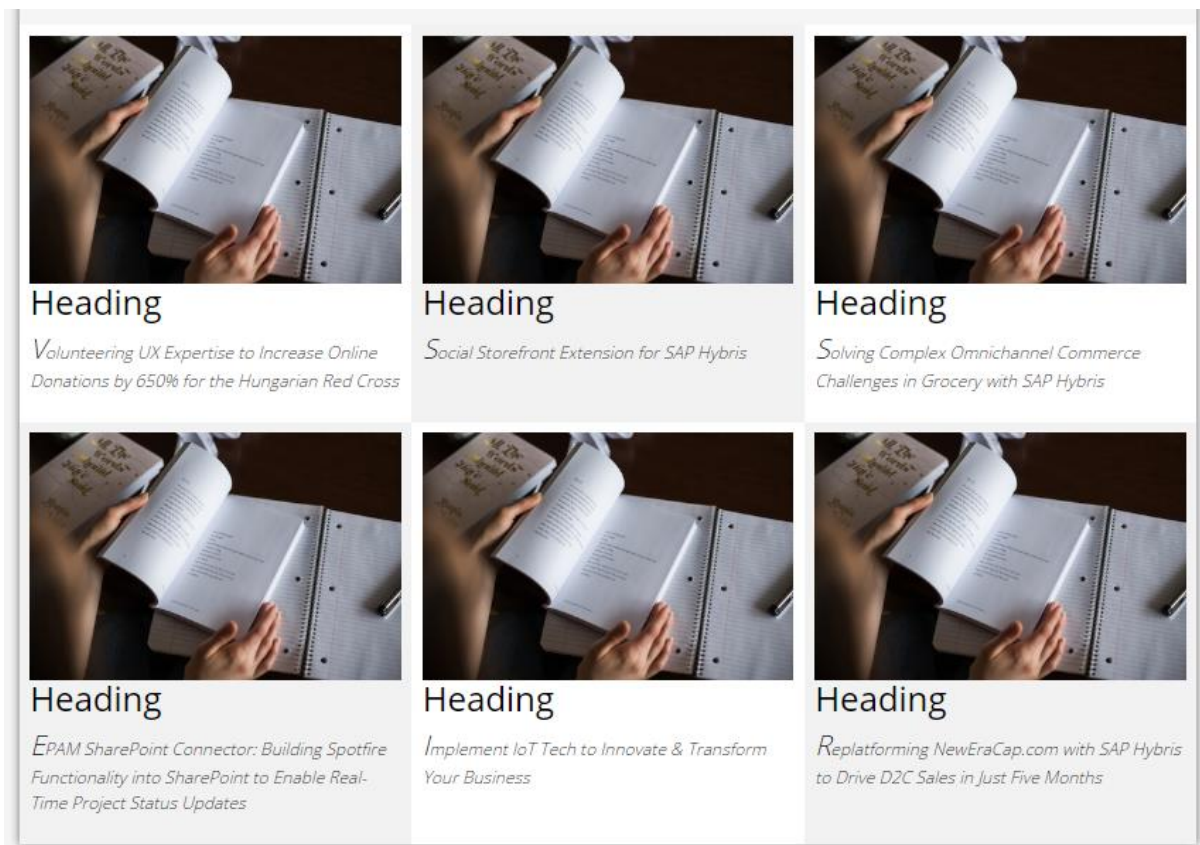 Heading
Volunteering UX Expertise to Increase Online
Donations by 650% for the Hungarian Red Cross
Heading
Social Storefront Extension for SAP Hybris
Heading
Solving Complex Omnichannel Commerce
Challenges in Grocery with SAP Hybris
Heading
EPAM SharePoint Connector: Building Spotfire
Functionality into SharePoint to Enable Real-
Time Project Status Updates
Heading
Implement IoT Tech to Innovate & Transform
Your Business
Heading
Replatforming NewEraCap.com with SAP Hybris
to Drive D2C Sales in Just Five Months